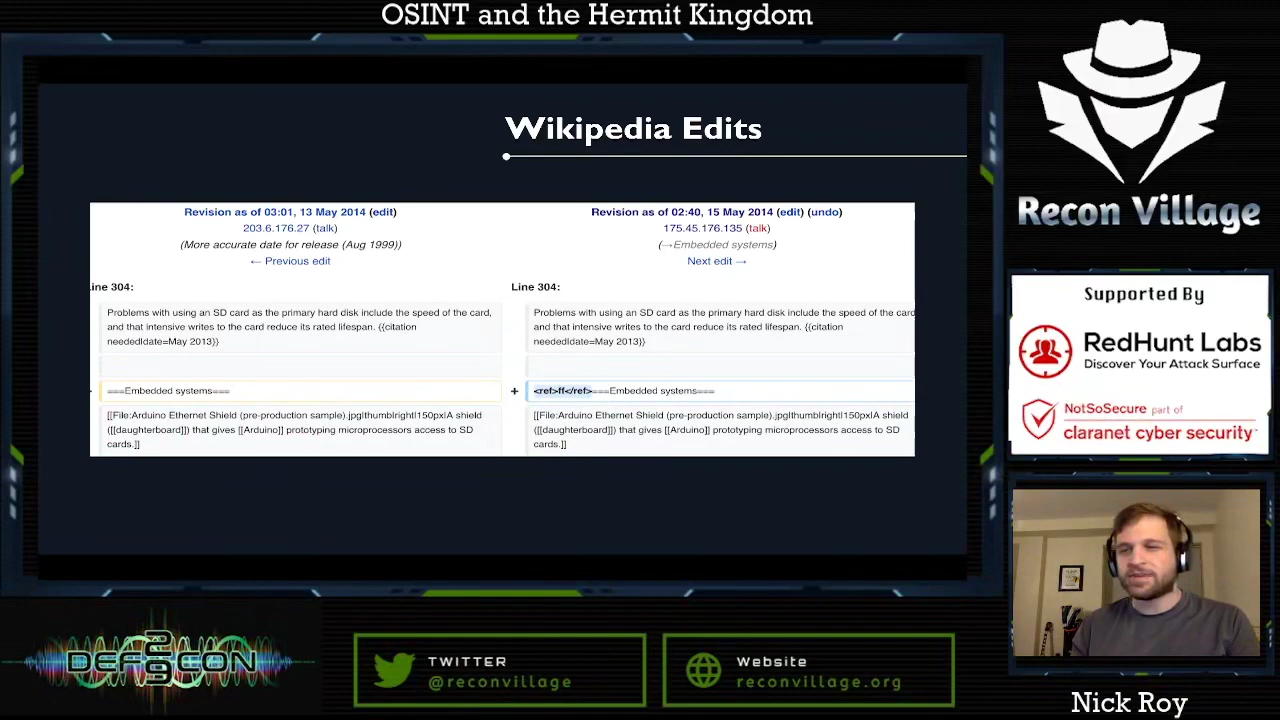 OSINT and the Hermit Kingdom
Wikipedia Edits
Revision as of 03:01, 13 May 2014 (edit)
203.6.176.27 (talk)
(More accurate date for release (Aug 1999))
← Previous edit
Line 304:
Problems with using an SD card as the primary hard disk include the speed of the card,
and that intensive writes to the card reduce its rated lifespan. {{citation
needed|date=May 2013}}
===Embedded systems===
[[File:Arduino Ethernet Shield (pre-production sample).jpg|thumb|right|150px|A shield
([[daughterboard]]) that gives [[Arduino]] prototyping microprocessors access to SD
cards.]]
Revision as of 02:40, 15 May 2014 (edit) (undo)
175.45.176.135 (talk)
(→Embedded systems)
Next edit →
Line 304:
Problems with using an SD card as the primary hard disk include the speed of the card
and that intensive writes to the card reduce its rated lifespan. {{citation
needed|date=May 2013}}
+ <ref>ff</ref>===Embedded systems===
[[File:Arduino Ethernet Shield (pre-production sample).jpg|thumb|right|150px|A shield
([[daughterboard]]) that gives [[Arduino]] prototyping microprocessors access to SD
cards.]]
Recon Village
Supported By
RedHunt Labs
Discover Your Attack Surface
NotSoSecure part of
claranet cyber security
Nick Roy
DEFCON
29
TWITTER
@reconvillage
Website
reconvillage.org